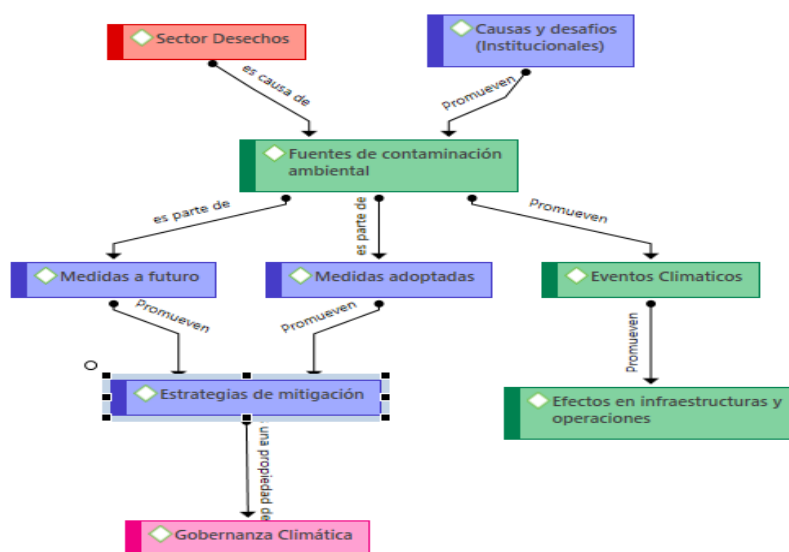 Sector Desechos
Causas y desafíos
(Institucionales)
es causa de
Promueven
Fuentes de contaminación
ambiental
es parte de
es parte de
Promueven
Medidas a futuro
Medidas adoptadas
Eventos Climaticos
Promueven
Promueven
Promueven
Estrategias de mitigación
Efectos en infraestructuras y
operaciones
una propiedad de
Gobernanza Climática